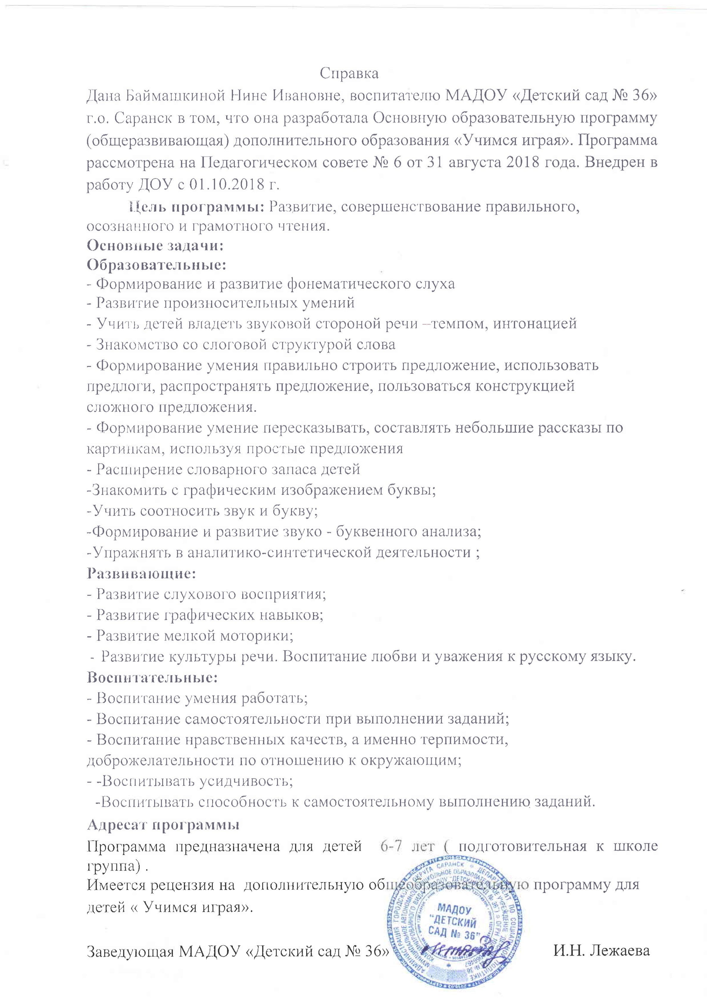 Справка
Дана Баймашкиной Нине Ивановне, воспитателю МАДОУ «Детский сад № 36»
г.о. Саранск в том, что она разработала Основную образовательную программу
(общеразвивающая) дополнительного образования «Учимся играя». Программа
рассмотрена на Педагогическом совете № 6 от 31 августа 2018 года. Внедрен в
работу ДОУ с 01.10.2018 г.
Цель программы: Развитие, совершенствование правильного,
осознанного и грамотного чтения.
Основные задачи:
Образовательные:
- Формирование и развитие фонематического слуха
- Развитие произносительных умений
- Учить детей владеть звуковой стороной речи –темпом, интонацией
- Знакомство со слоговой структурой слова
- Формирование умения правильно строить предложение, использовать
предлоги, распространять предложение, пользоваться конструкцией
сложного предложения.
- Формирование умение пересказывать, составлять небольшие рассказы по
картинкам, используя простые предложения
- Расширение словарного запаса детей
-Знакомить с графическим изображением буквы;
-Учить соотносить звук и букву;
-Формирование и развитие звуко - буквенного анализа;
-Упражнять в аналитико-синтетической деятельности ;
Развивающие:
- Развитие слухового восприятия;
- Развитие графических навыков;
- Развитие мелкой моторики;
- Развитие культуры речи. Воспитание любви и уважения к русскому языку.
Воспитательные:
- Воспитание умения работать;
- Воспитание самостоятельности при выполнении заданий;
- Воспитание нравственных качеств, а именно терпимости,
доброжелательности по отношению к окружающим;
- -Воспитывать усидчивость;
-Воспитывать способность к самостоятельному выполнению заданий.
Адресат программы
Программа предназначена для детей 6-7 лет ( подготовительная к школе
группа) .
Имеется рецензия на дополнительную общеобразовательную программу для
детей « Учимся играя».
Заведующая МАДОУ «Детский сад № 36» И.Н. Лежаева
МАДОУ
"ДЕТСКИЙ
САД № 36"